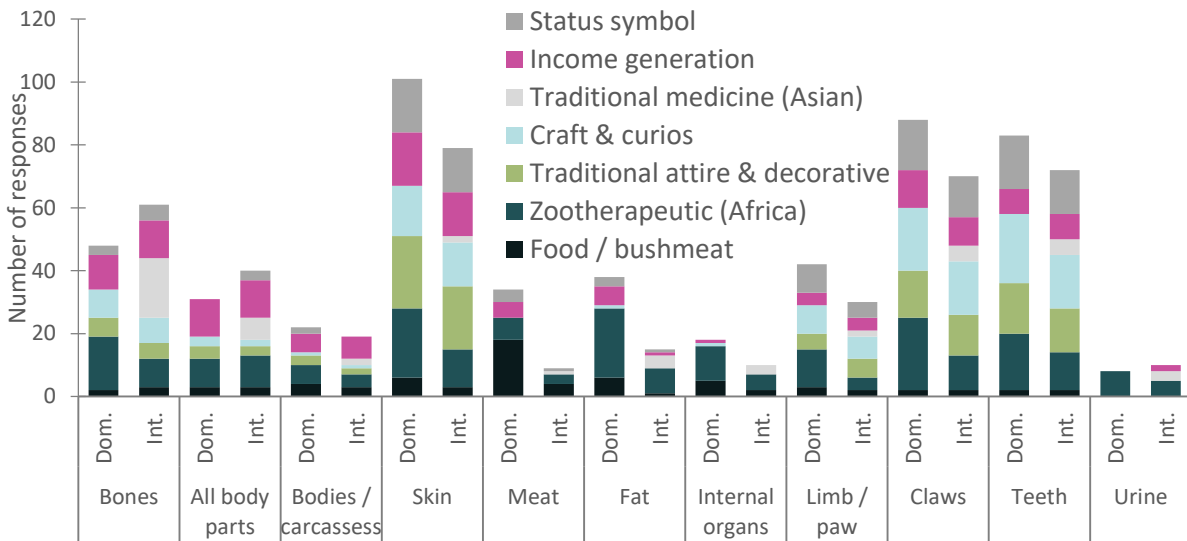 120
100
80
60
40
20
0
Number of responses
Status symbol
Income generation
Traditional medicine (Asian)
Craft & curios
Traditional attire & decorative
Zootherapeutic (Africa)
Food / bushmeat
Dom. Int. Dom. Int. Dom. Int. Dom. Int. Dom. Int. Dom. Int. Dom. Int. Dom. Int. Dom. Int. Dom. Int. Dom. Int.
Bones All body Bodies / Skin Meat Fat Internal Limb / Claws Teeth Urine
parts carcassess organs paw